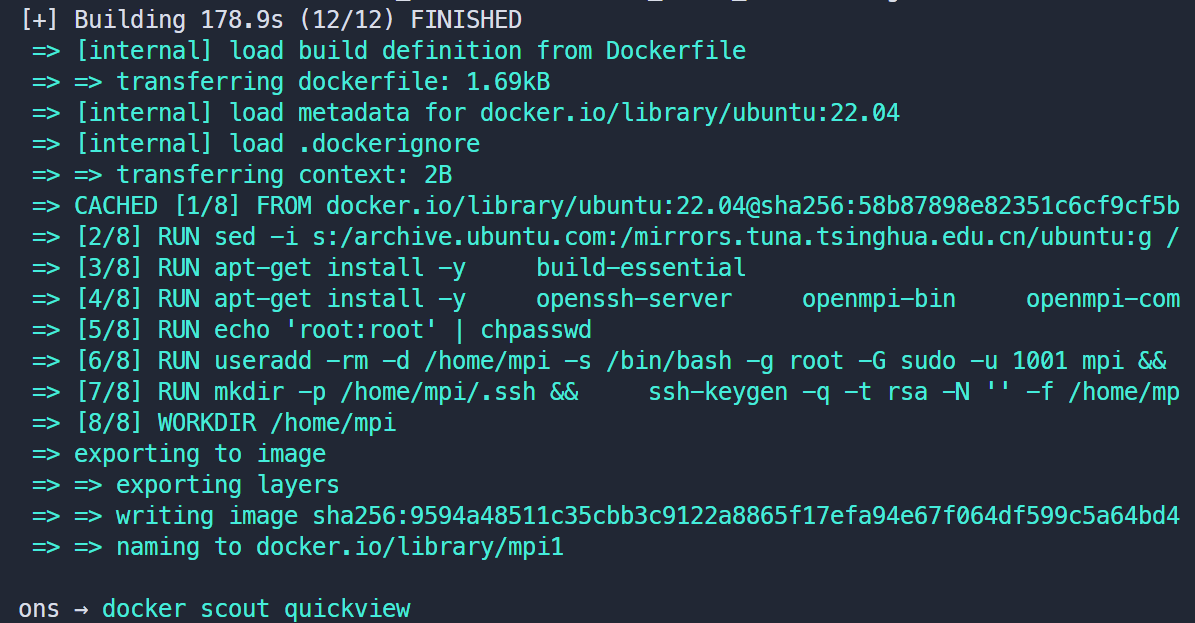 [+] Building 178.9s (12/12) FINISHED
=> [internal] load build definition from Dockerfile
=> => transferring dockerfile: 1.69kB
=> [internal] load metadata for docker.io/library/ubuntu:22.04
=> [internal] load .dockerignore
=> => transferring context: 2B
=> CACHED [1/8] FROM docker.io/library/ubuntu:22.04@sha256:58b87898e82351c6cf9cf5b
=> [2/8] RUN sed -i s:/archive.ubuntu.com:/mirrors.tuna.tsinghua.edu.cn/ubuntu:g /
=> [3/8] RUN apt-get install -y     build-essential
=> [4/8] RUN apt-get install -y     openssh-server     openmpi-bin     openmpi-com
=> [5/8] RUN echo 'root:root' | chpasswd
=> [6/8] RUN useradd -rm -d /home/mpi -s /bin/bash -g root -G sudo -u 1001 mpi &&
=> [7/8] RUN mkdir -p /home/mpi/.ssh &&     ssh-keygen -q -t rsa -N '' -f /home/mp
=> [8/8] WORKDIR /home/mpi
=> exporting to image
=> => exporting layers
=> => writing image sha256:9594a48511c35cbb3c9122a8865f17efa94e67f064df599c5a64bd4
=> => naming to docker.io/library/mpi1
ons → docker scout quickview